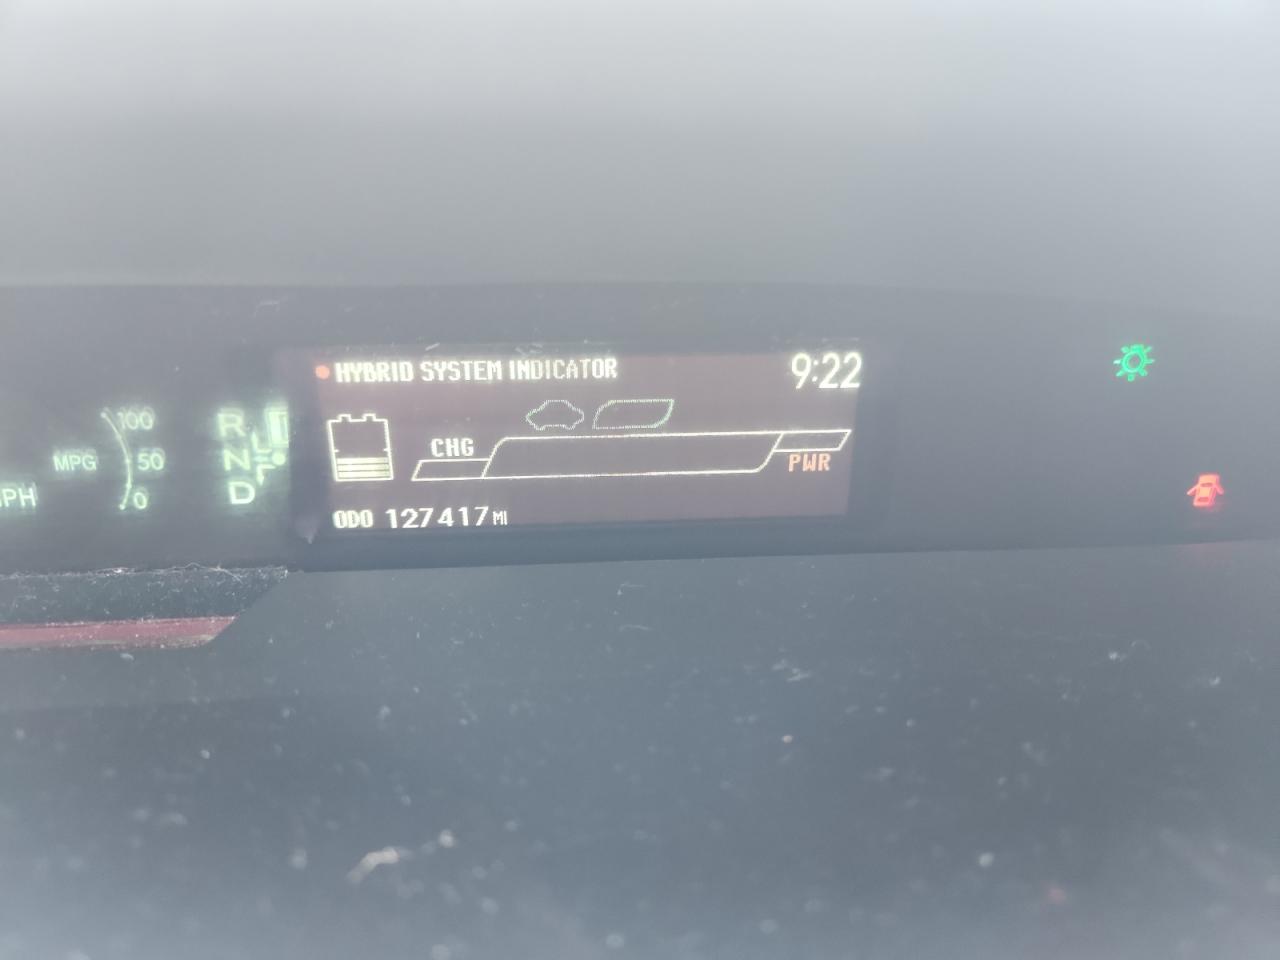 HYBRID SYSTEM INDICATOR 9:22
100 R
CHG
MPG 50 N
PWR
0 D
ODO 127417 MI